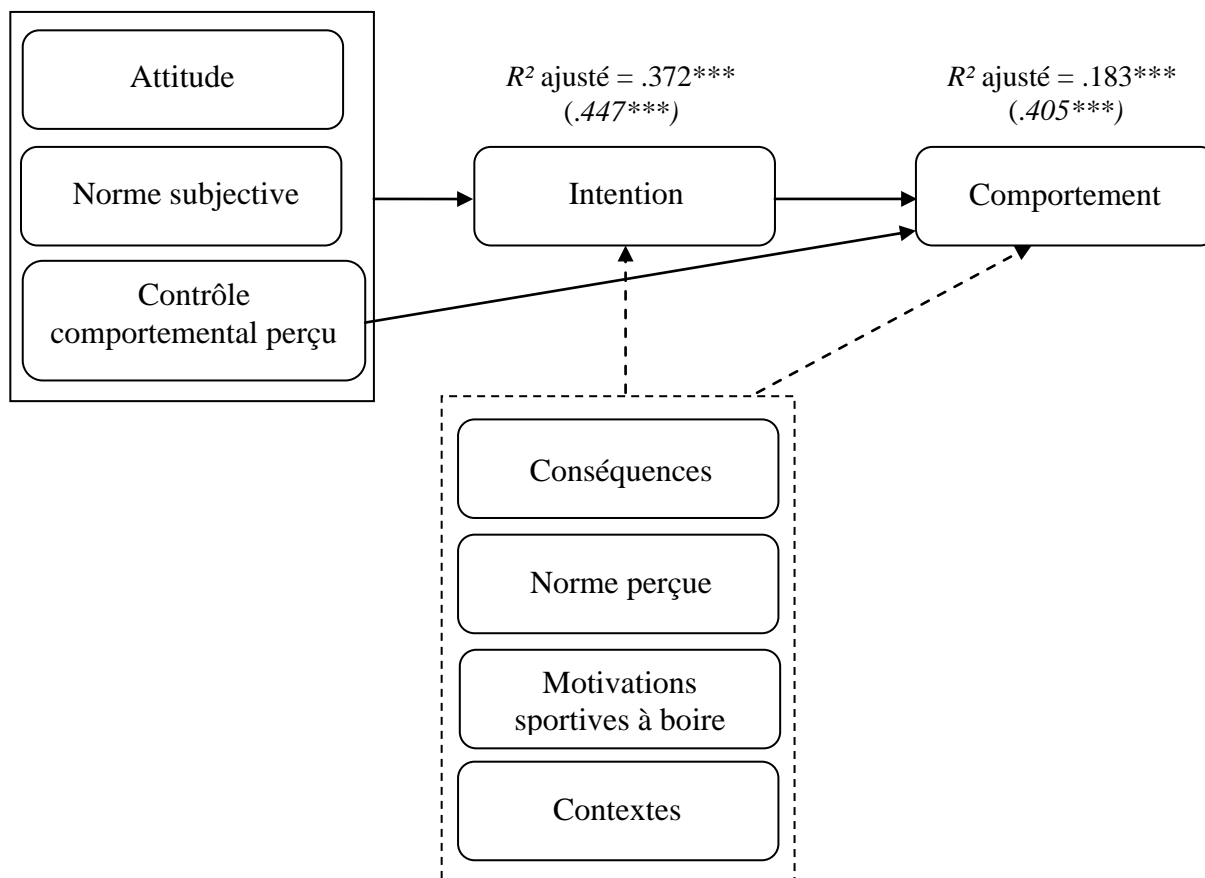 Attitude
Norme subjective
Contrôle
comportemental perçu
R² ajusté = .372***
(.447***)
Intention
R² ajusté = .183***
(.405***)
Comportement
Conséquences
Norme perçue
Motivations
sportives à boire
Contextes